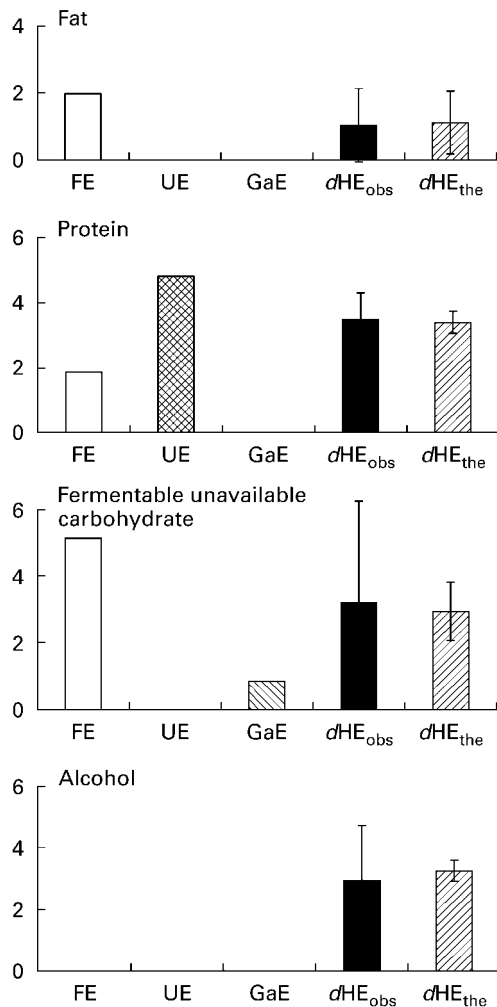 Fat
4
2
0
FE UE GaE dHEobs dHEthe
Protein
6
4
2
0
FE UE GaE dHEobs dHEthe
Fermentable unavailable
carbohydrate
6
4
2
0
FE UE GaE dHEobs dHEthe
Alcohol
6
4
2
0
FE UE GaE dHEobs dHEthe